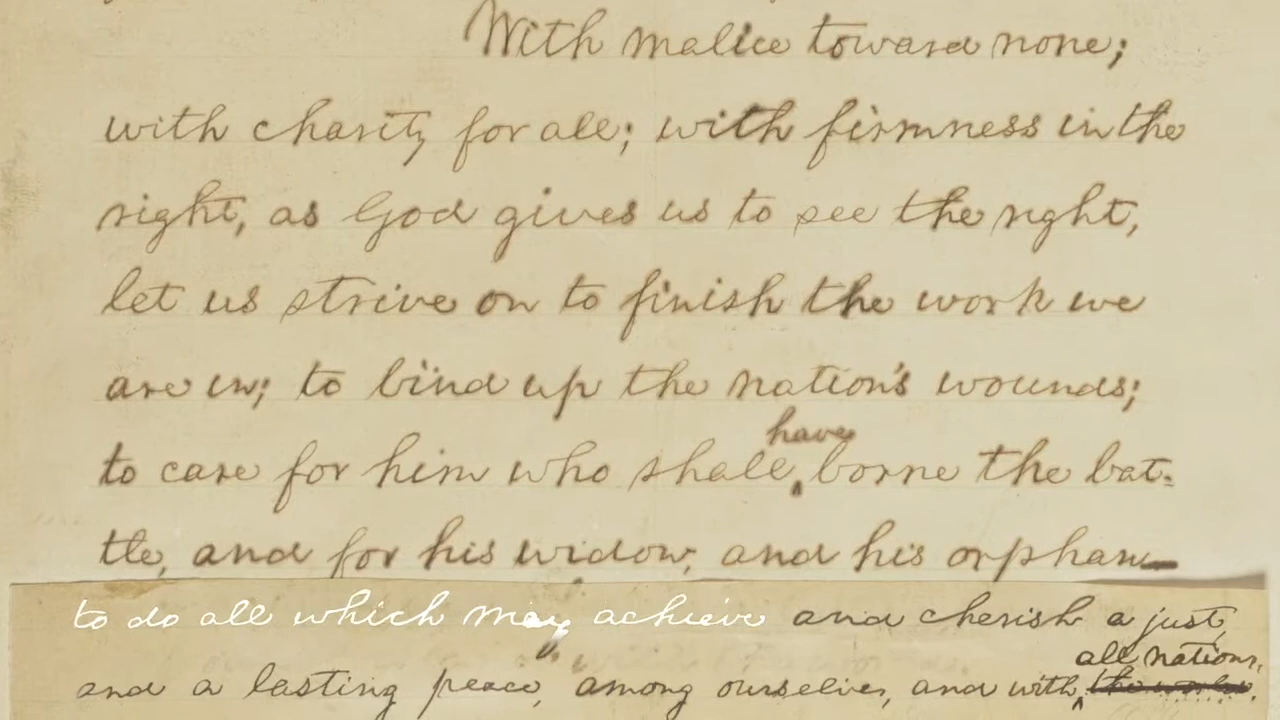 With malice toward none;
with charity for all; with firmness in the
right, as God gives us to see the right,
let us strive on to finish the work we
are in; to bind up the nation's wounds;
have
to care for him who shall borne the bat-
tle, and for his widow, and his orphan—
to do all which may achieve and cherish a just,
all nations.
and a lasting peace, among ourselves, and with the world.